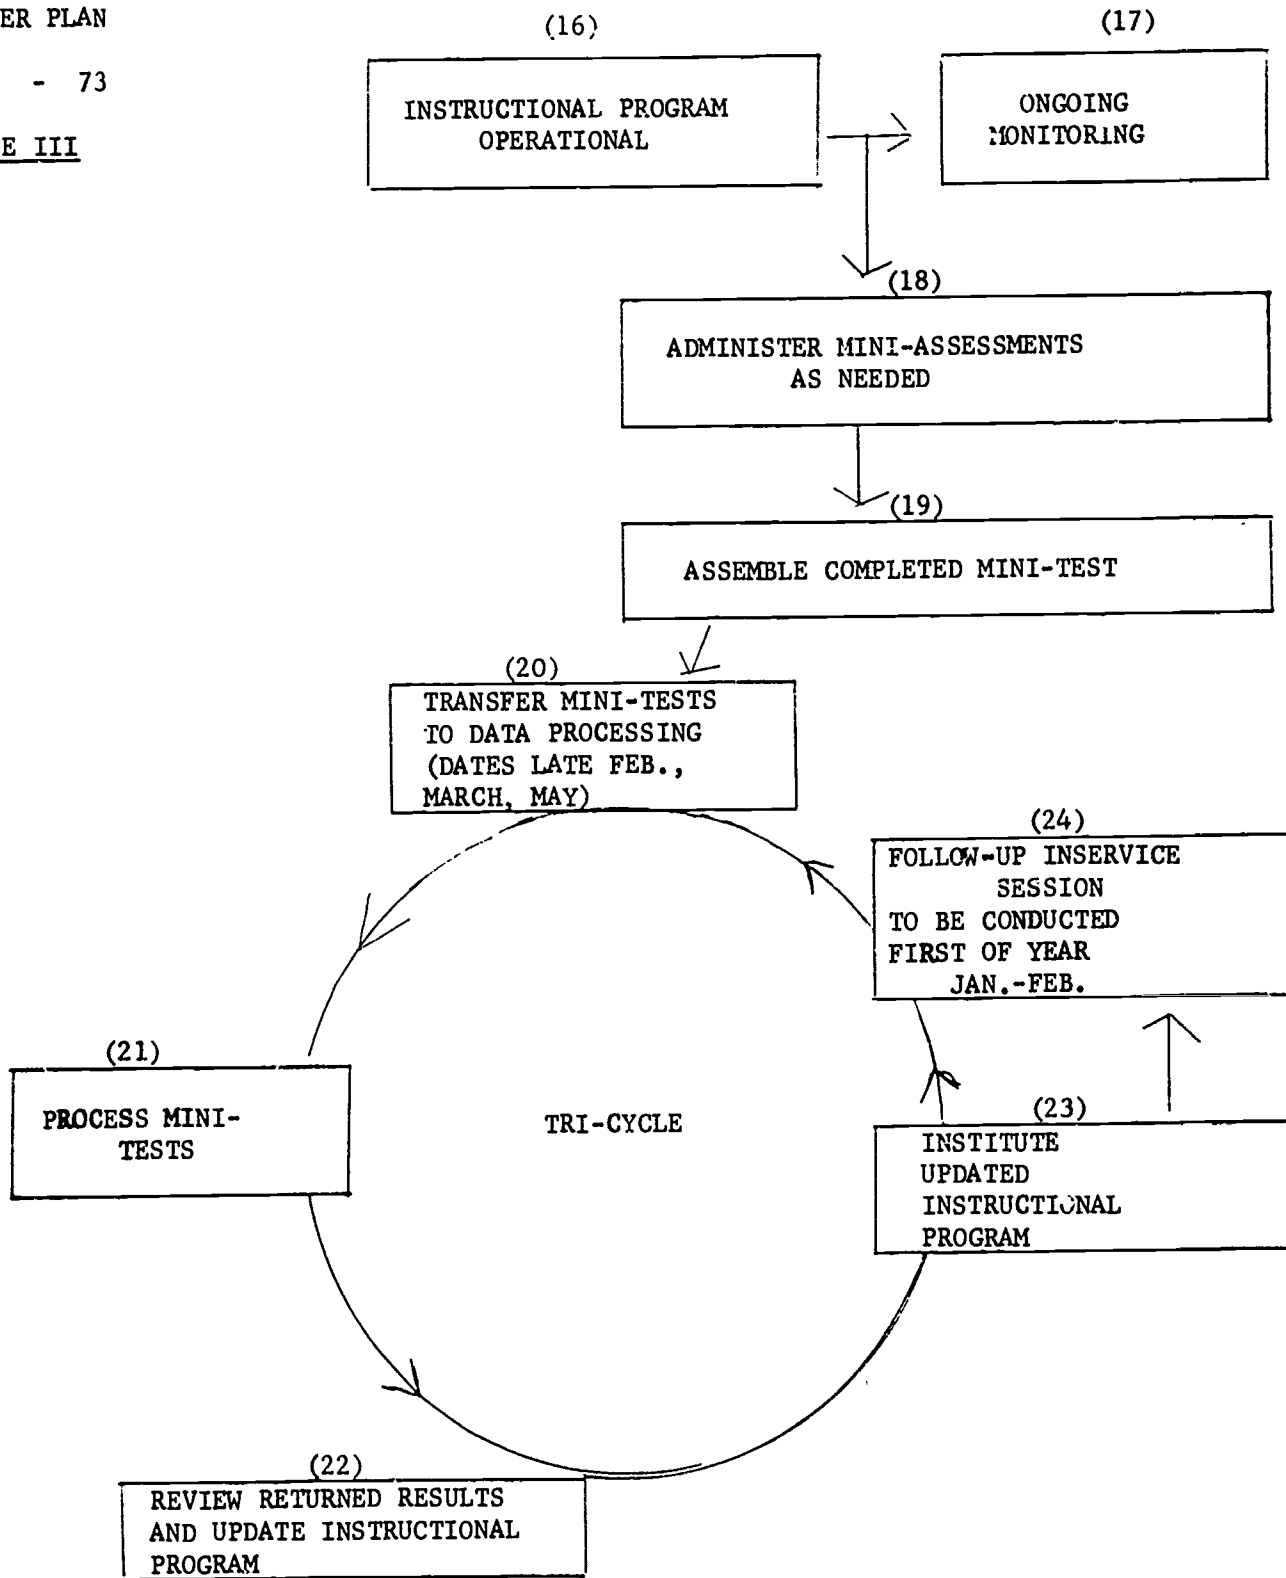 ER PLAN
- 73
E III
(16)
INSTRUCTIONAL PROGRAM
OPERATIONAL
(17)
ONGOING
MONITORING
(18)
ADMINISTER MINI-ASSESSMENTS
AS NEEDED
(19)
ASSEMBLE COMPLETED MINI-TEST
(20)
TRANSFER MINI-TESTS
TO DATA PROCESSING
(DATES LATE FEB.,
MARCH, MAY)
(24)
FOLLOW-UP INSERVICE
SESSION
TO BE CONDUCTED
FIRST OF YEAR
JAN.-FEB.
(21)
PROCESS MINI-
TESTS
TRI-CYCLE
(23)
INSTITUTE
UPDATED
INSTRUCTIONAL
PROGRAM
(22)
REVIEW RETURNED RESULTS
AND UPDATE INSTRUCTIONAL
PROGRAM